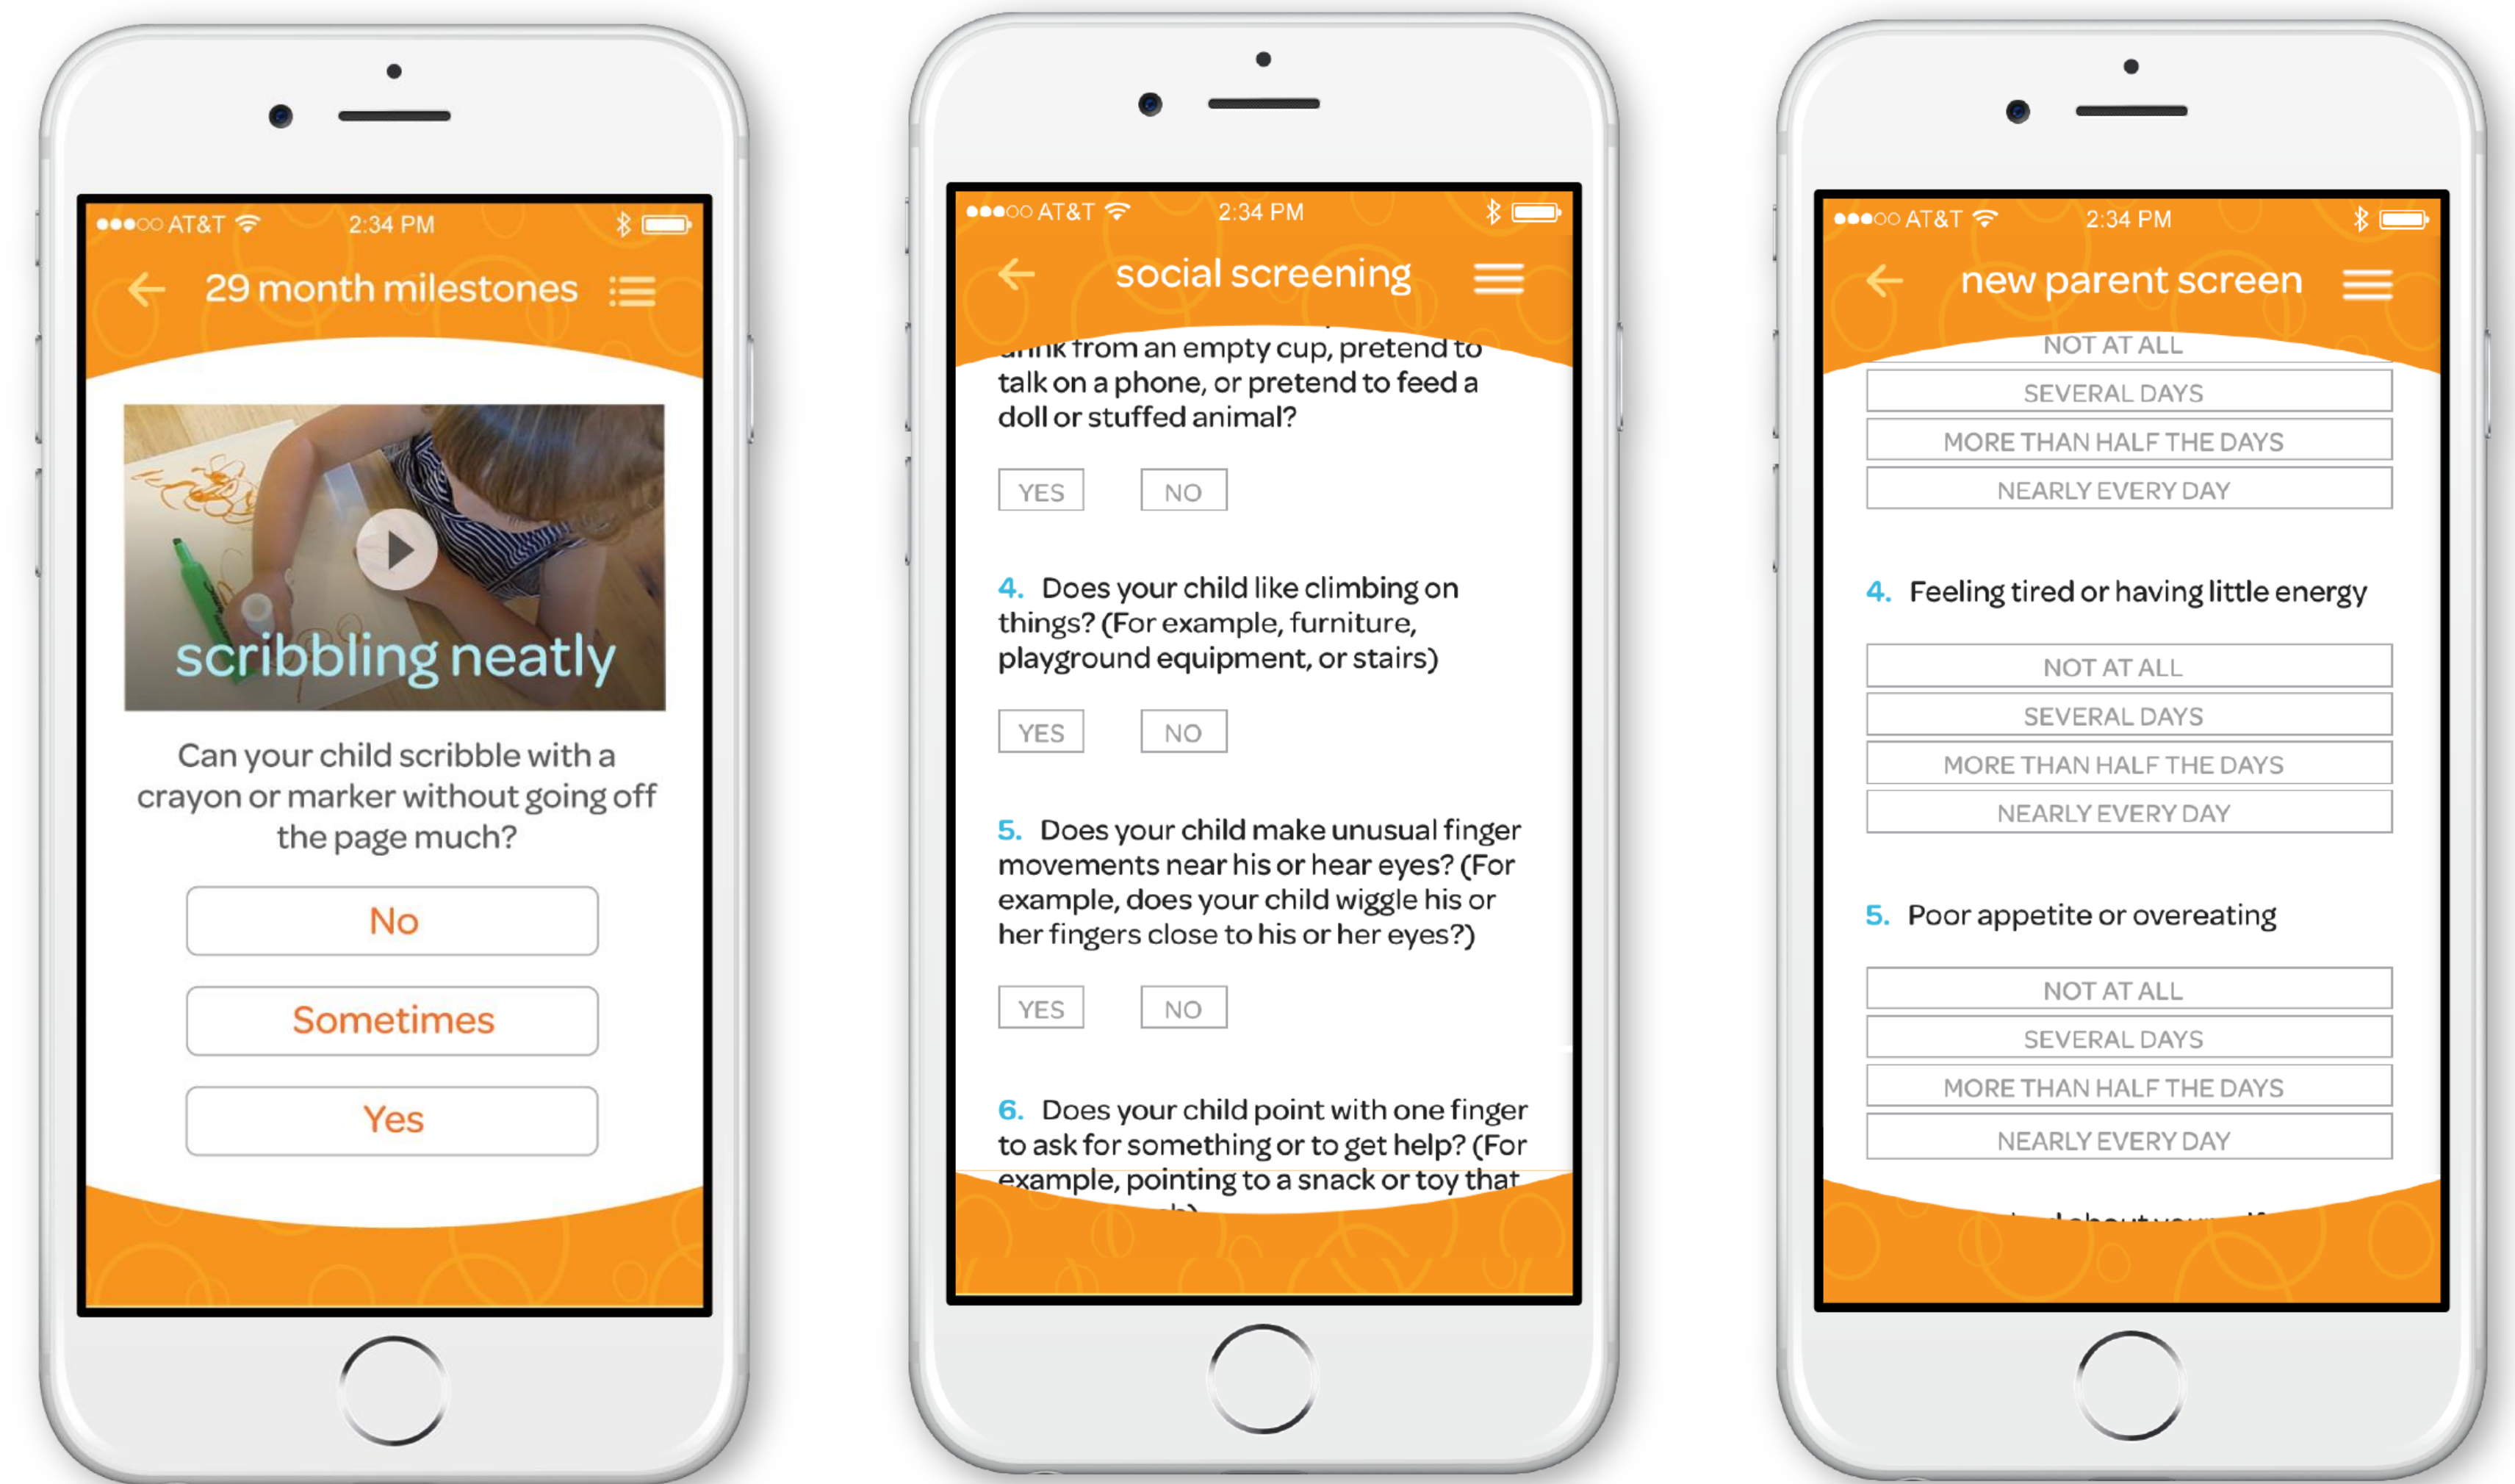 AT&T 2:34 PM
29 month milestones
scribbling neatly
Can your child scribble with a
crayon or marker without going off
the page much?
No
Sometimes
Yes
AT&T 2:34 PM
social screening
drink from an empty cup, pretend to
talk on a phone, or pretend to feed a
doll or stuffed animal?
YES NO
4. Does your child like climbing on
things? (For example, furniture,
playground equipment, or stairs)
YES NO
5. Does your child make unusual finger
movements near his or hear eyes? (For
example, does your child wiggle his or
her fingers close to his or her eyes?)
YES NO
6. Does your child point with one finger
to ask for something or to get help? (For
example, pointing to a snack or toy that
AT&T 2:34 PM
new parent screen
NOT AT ALL
SEVERAL DAYS
MORE THAN HALF THE DAYS
NEARLY EVERY DAY
4. Feeling tired or having little energy
NOT AT ALL
SEVERAL DAYS
MORE THAN HALF THE DAYS
NEARLY EVERY DAY
5. Poor appetite or overeating
NOT AT ALL
SEVERAL DAYS
MORE THAN HALF THE DAYS
NEARLY EVERY DAY
about